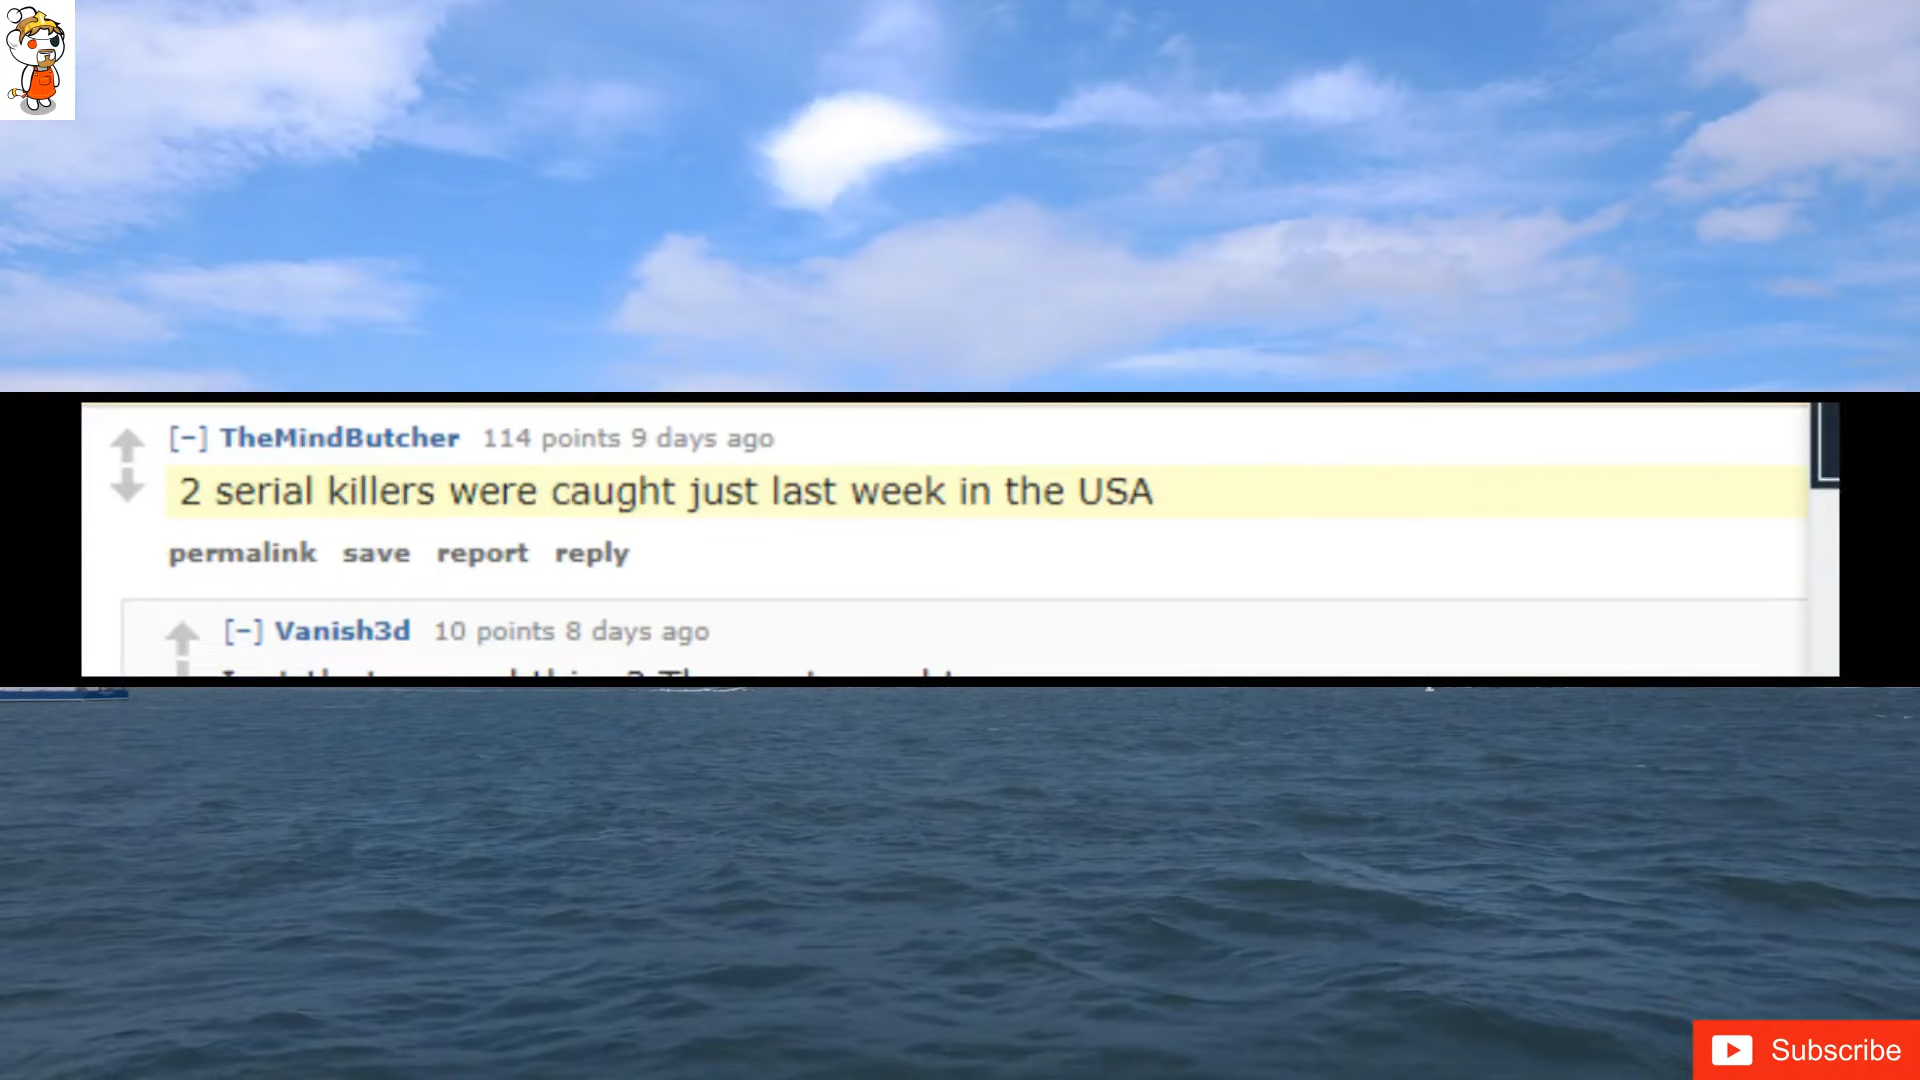 [−] TheMindButcher 114 points 9 days ago
2 serial killers were caught just last week in the USA
permalink save report reply
[−] Vanish3d 10 points 8 days ago
Subscribe